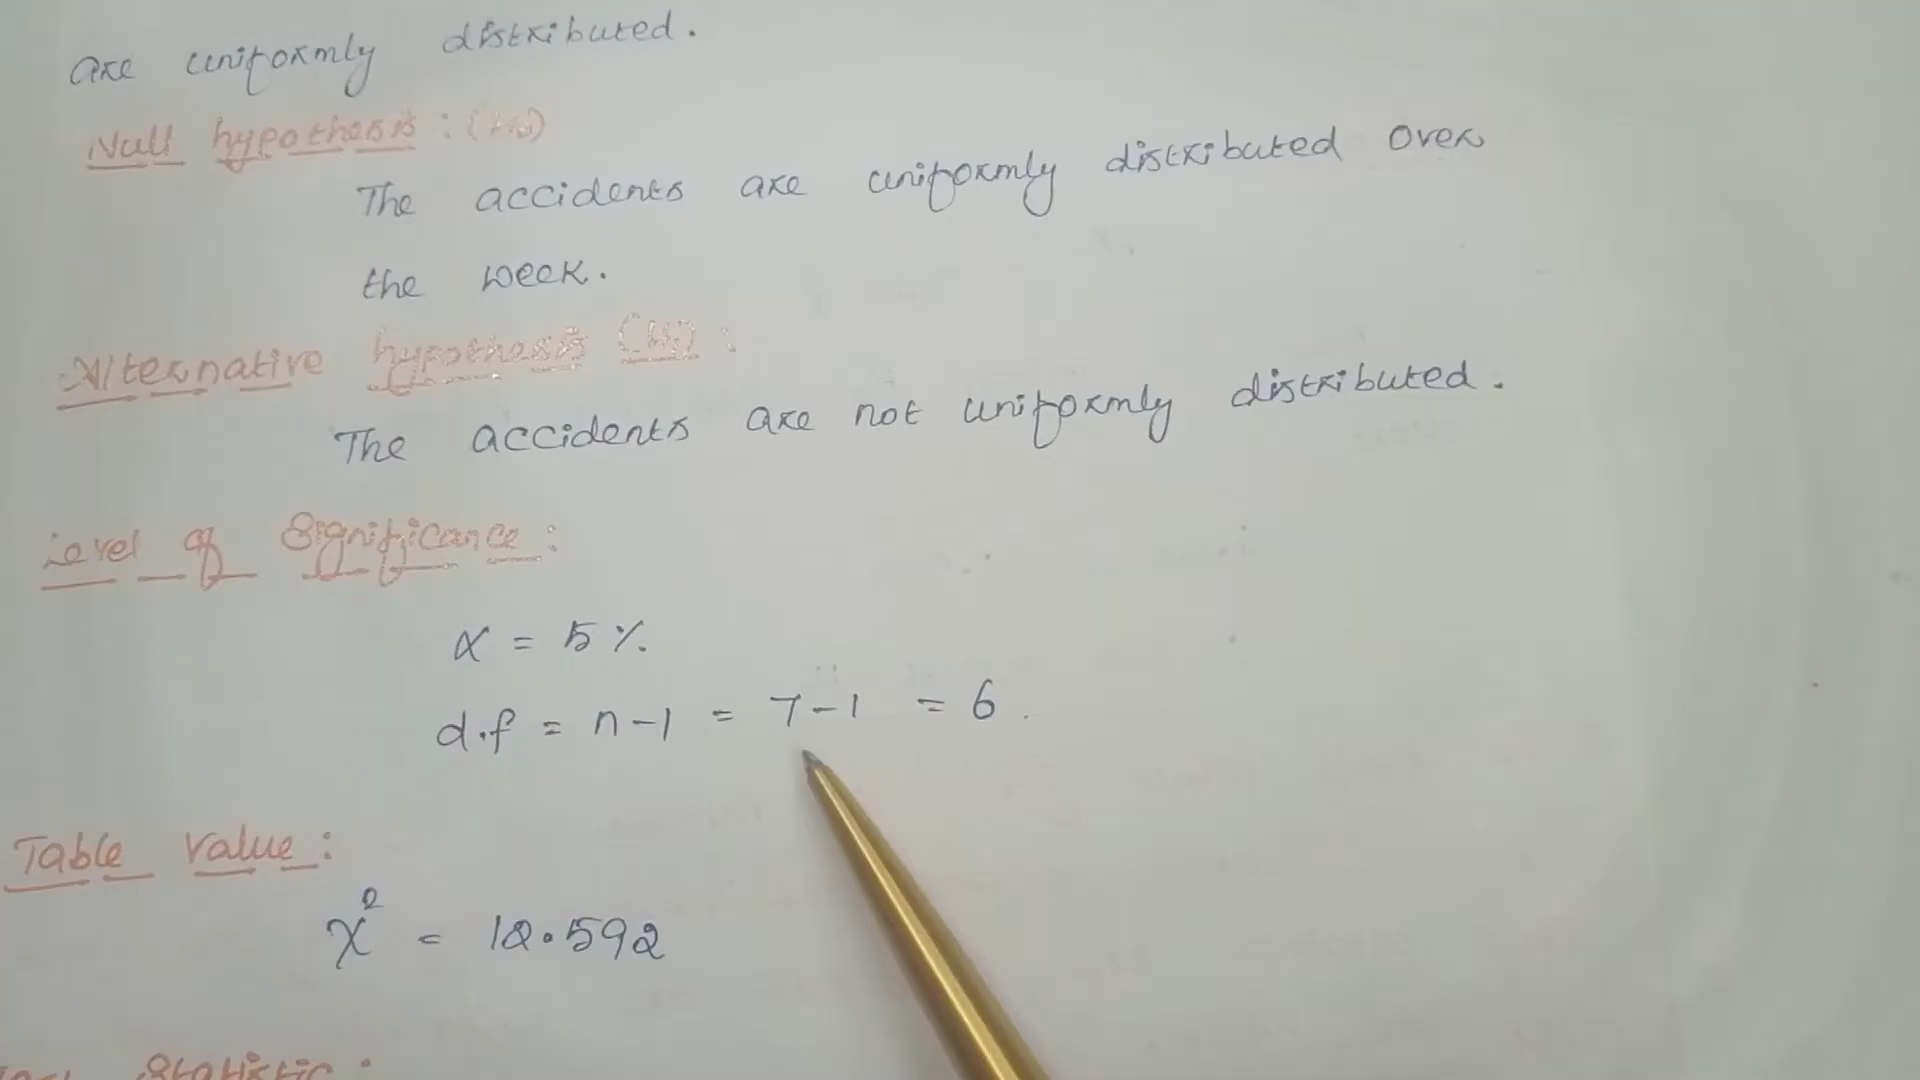 are uniformly distributed.
Null hypothesis : (H₀)
The accidents are uniformly distributed over
the week.
Alternative hypothesis (H₁) :
The accidents are not uniformly distributed.
Level of Significance :
α = 5 %.
d.f = n - 1 = 7 - 1 = 6.
Table value :
χ² = 12.592
Statistic :